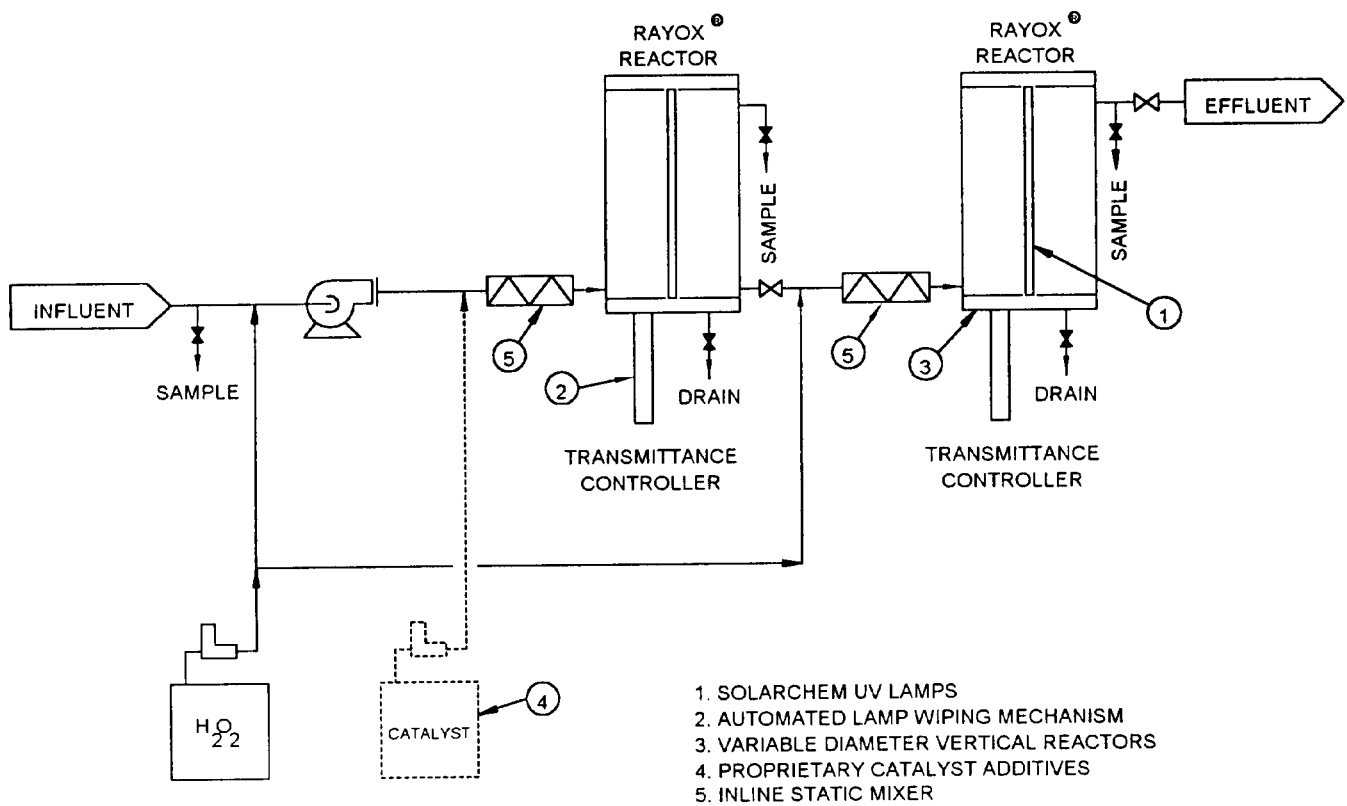 RAYOX ®
REACTOR
RAYOX ®
REACTOR
EFFLUENT
SAMPLE
SAMPLE
INFLUENT
SAMPLE
5
2
DRAIN
5
3
1
DRAIN
TRANSMITTANCE
CONTROLLER
TRANSMITTANCE
CONTROLLER
H2O2
CATALYST
4
1. SOLARCHEM UV LAMPS
2. AUTOMATED LAMP WIPING MECHANISM
3. VARIABLE DIAMETER VERTICAL REACTORS
4. PROPRIETARY CATALYST ADDITIVES
5. INLINE STATIC MIXER